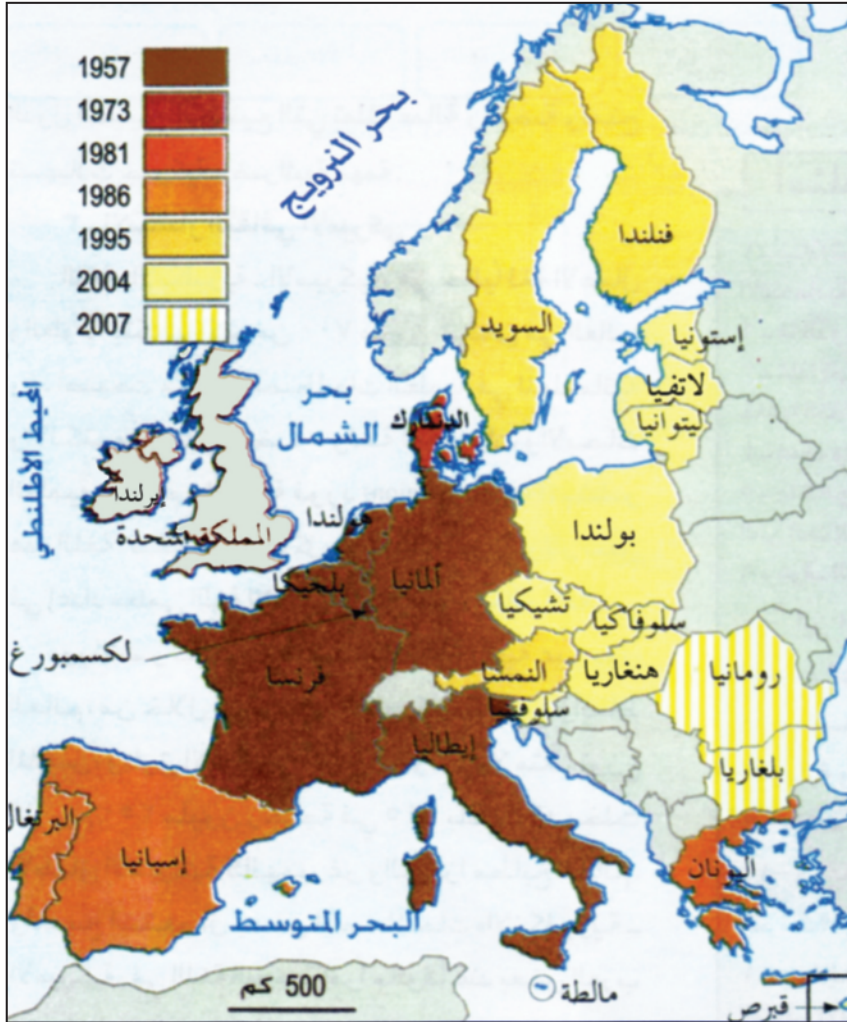 1957
1973
1981
1986
1995
2004
2007
بحر النرويج
فنلندا
السويد
إستونيا
لاتفيا
ليتوانيا
بحر
الشمال
الدنمارك
المحيط الأطلنطي
إيرلندا
المملكة المتحدة
هولندا
بولندا
بلجيكا
ألمانيا
تشيكيا
سلوفاكيا
لكسمبورغ
فرنسا
النمسا
هنغاريا
رومانيا
سلوفينيا
إيطاليا
بلغاريا
البرتغال
إسبانيا
اليونان
البحر المتوسط
500 كم
مالطة
قبرص